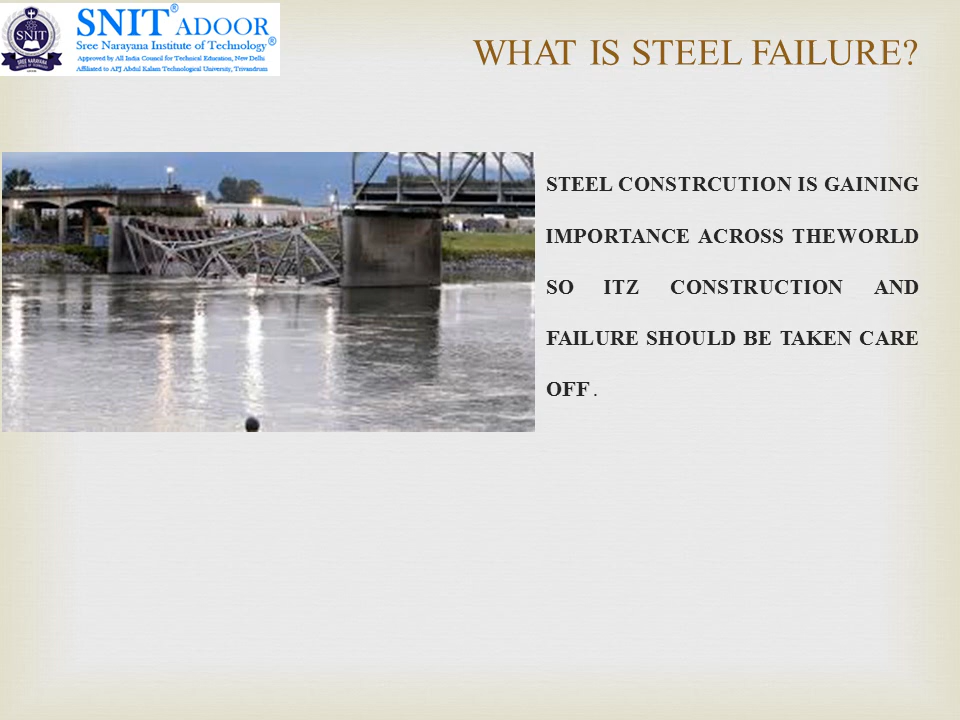 SNIT® ADOOR
Sree Narayana Institute of Technology®
Approved by All India Council for Technical Education, New Delhi
Affiliated to APJ Abdul Kalam Technological University, Trivandrum
SNIT
WHAT IS STEEL FAILURE?
STEEL CONSTRCUTION IS GAINING
IMPORTANCE ACROSS THEWORLD
SO ITZ CONSTRUCTION AND
FAILURE SHOULD BE TAKEN CARE
OFF .